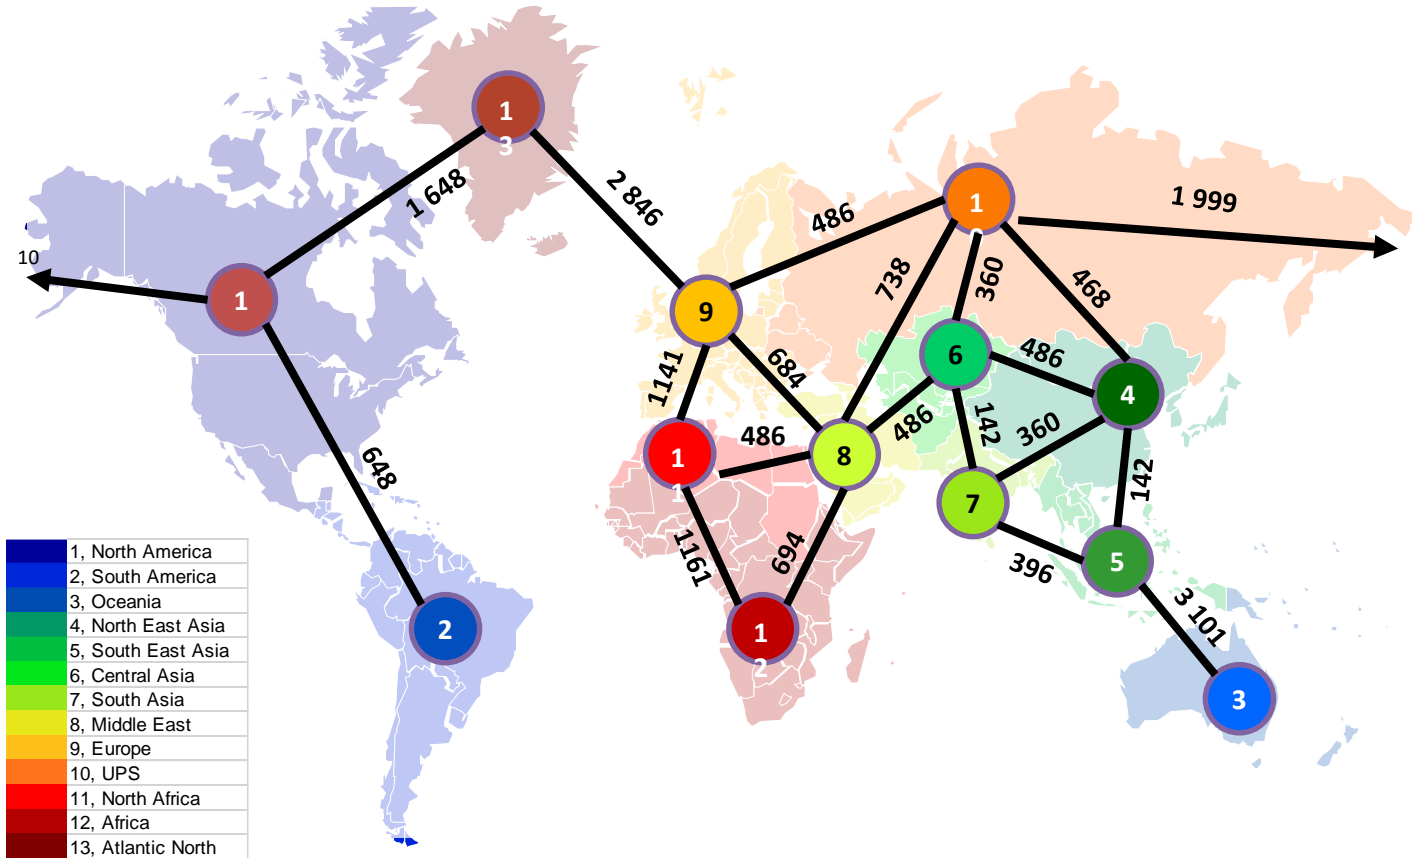 1
3
1 648
2 846
486
1
1 999
10
1
738
360
468
9
6
486
4
1141
684
486
142
360
142
486
1
1
8
7
648
1161
694
396
5
3 101
2
1
2
3
1, North America
2, South America
3, Oceania
4, North East Asia
5, South East Asia
6, Central Asia
7, South Asia
8, Middle East
9, Europe
10, UPS
11, North Africa
12, Africa
13, Atlantic North